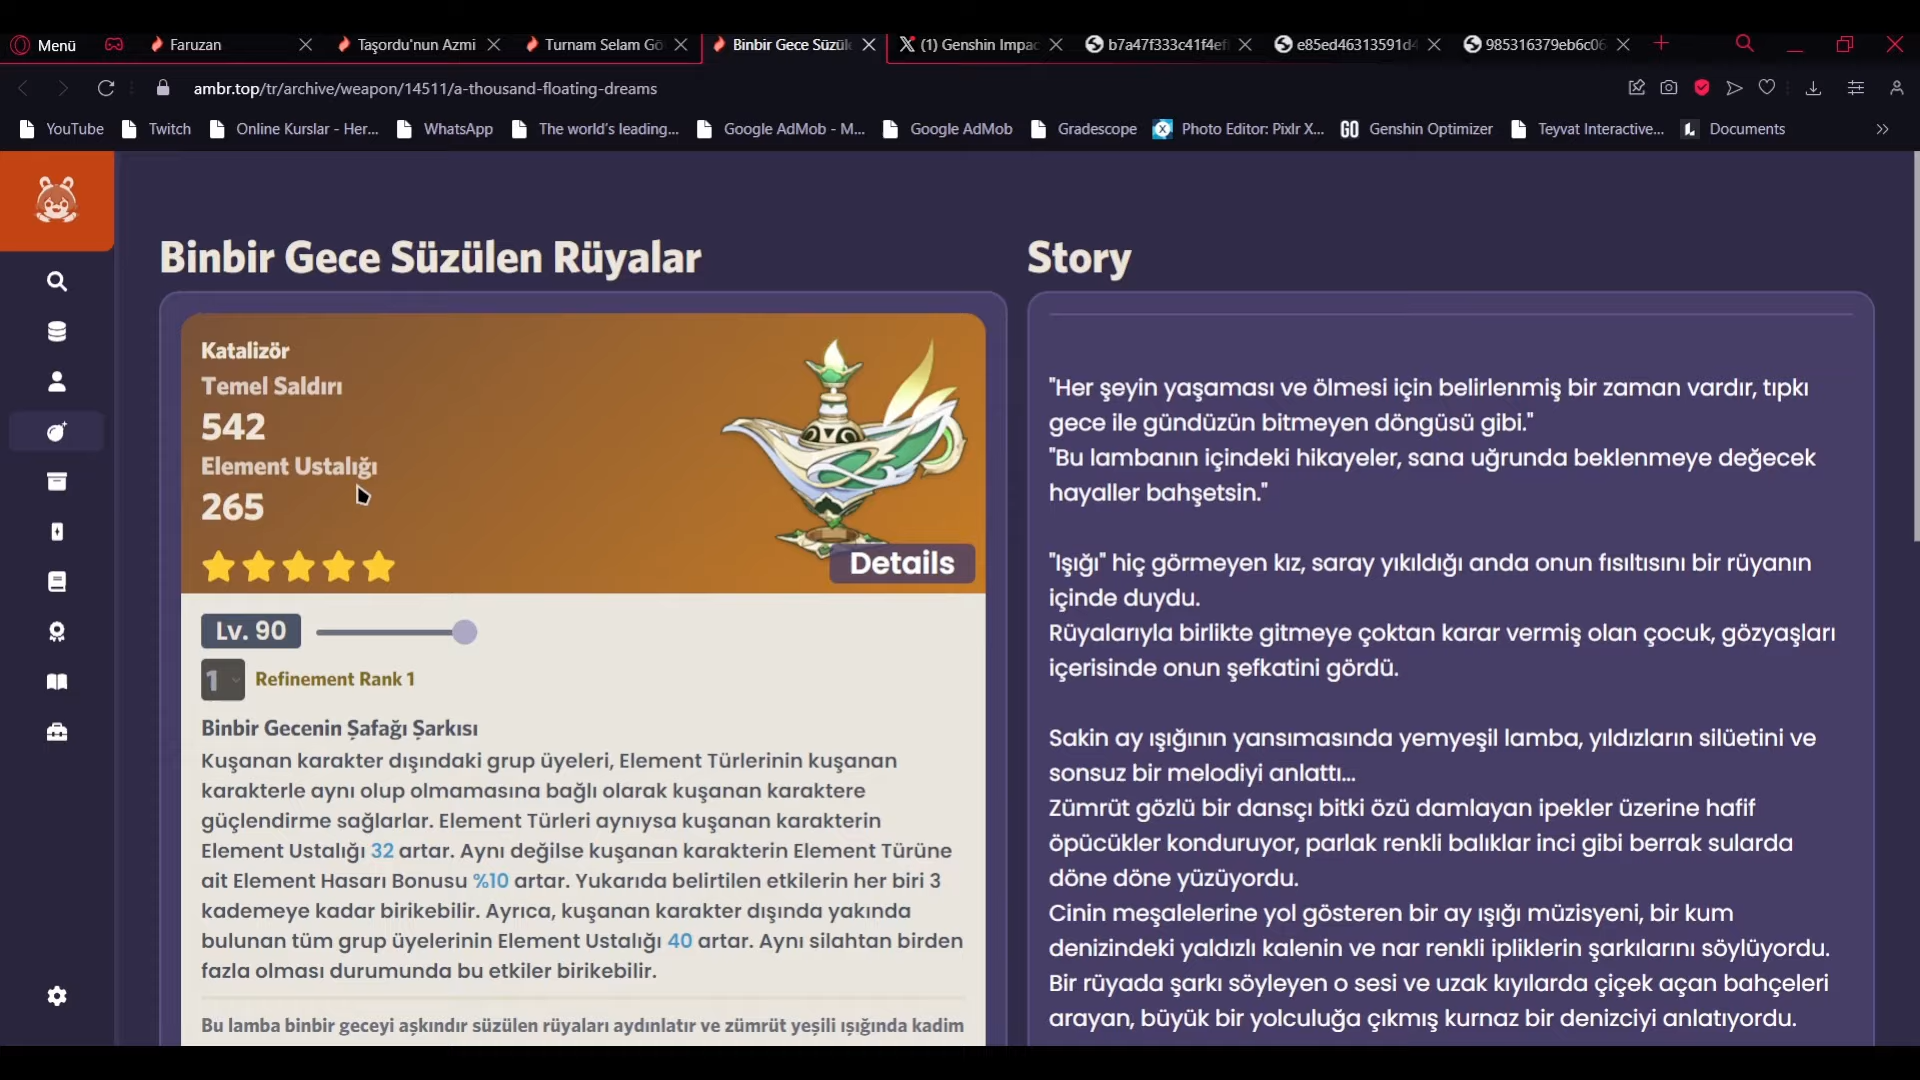 Menü
Faruzan
Taşordu'nun Azmi
Turnam Selam Gö
Binbir Gece Süzül
(1) Genshin Impac
b7a47f333c41f4ef
e85ed46313591d4
985316379eb6c06
ambr.top/tr/archive/weapon/14511/a-thousand-floating-dreams
YouTube
Twitch
Online Kurslar - Her...
WhatsApp
The world's leading...
Google AdMob - M...
Google AdMob
Gradescope
Photo Editor: Pixlr X...
Genshin Optimizer
Teyvat Interactive...
Documents
Binbir Gece Süzülen Rüyalar
Katalizör
Temel Saldırı
542
Element Ustalığı
265
Details
Lv. 90
1
Refinement Rank 1
Binbir Gecenin Şafağı Şarkısı
Kuşanan karakter dışındaki grup üyeleri, Element Türlerinin kuşanan
karakterle aynı olup olmamasına bağlı olarak kuşanan karaktere
güçlendirme sağlarlar. Element Türleri aynıysa kuşanan karakterin
Element Ustalığı 32 artar. Aynı değilse kuşanan karakterin Element Türüne
ait Element Hasarı Bonusu %10 artar. Yukarıda belirtilen etkilerin her biri 3
kademeye kadar birikebilir. Ayrıca, kuşanan karakter dışında yakında
bulunan tüm grup üyelerinin Element Ustalığı 40 artar. Aynı silahtan birden
fazla olması durumunda bu etkiler birikebilir.
Bu lamba binbir geceyi aşkındır süzülen rüyaları aydınlatır ve zümrüt yeşili ışığında kadim
Story
"Her şeyin yaşaması ve ölmesi için belirlenmiş bir zaman vardır, tıpkı
gece ile gündüzün bitmeyen döngüsü gibi."
"Bu lambanın içindeki hikayeler, sana uğrunda beklenmeye değecek
hayaller bahşetsin."
"Işığı" hiç görmeyen kız, saray yıkıldığı anda onun fısıltısını bir rüyanın
içinde duydu.
Rüyalarıyla birlikte gitmeye çoktan karar vermiş olan çocuk, gözyaşları
içerisinde onun şefkatini gördü.
Sakin ay ışığının yansımasında yemyeşil lamba, yıldızların silüetini ve
sonsuz bir melodiyi anlattı...
Zümrüt gözlü bir dansçı bitki özü damlayan ipekler üzerine hafif
öpücükler konduruyor, parlak renkli balıklar inci gibi berrak sularda
döne döne yüzüyordu.
Cinin meşalelerine yol gösteren bir ay ışığı müzisyeni, bir kum
denizindeki yaldızlı kalenin ve nar renkli ipliklerin şarkılarını söylüyordu.
Bir rüyada şarkı söyleyen o sesi ve uzak kıyılarda çiçek açan bahçeleri
arayan, büyük bir yolculuğa çıkmış kurnaz bir denizciyi anlatıyordu.